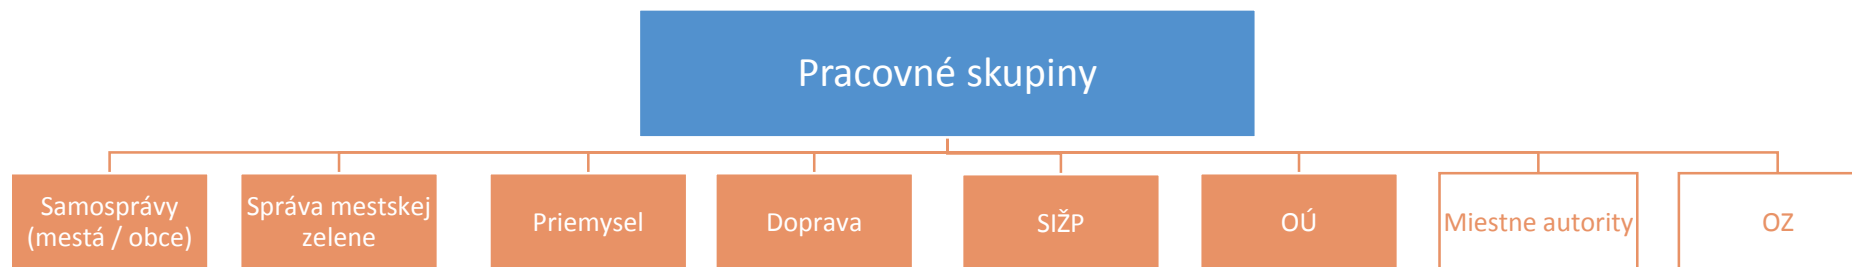 Pracovné skupiny
Samosprávy
(mestá / obce)
Správa mestskej
zelene
Priemysel
Doprava
SIŽP
OÚ
Miestne autority
OZ